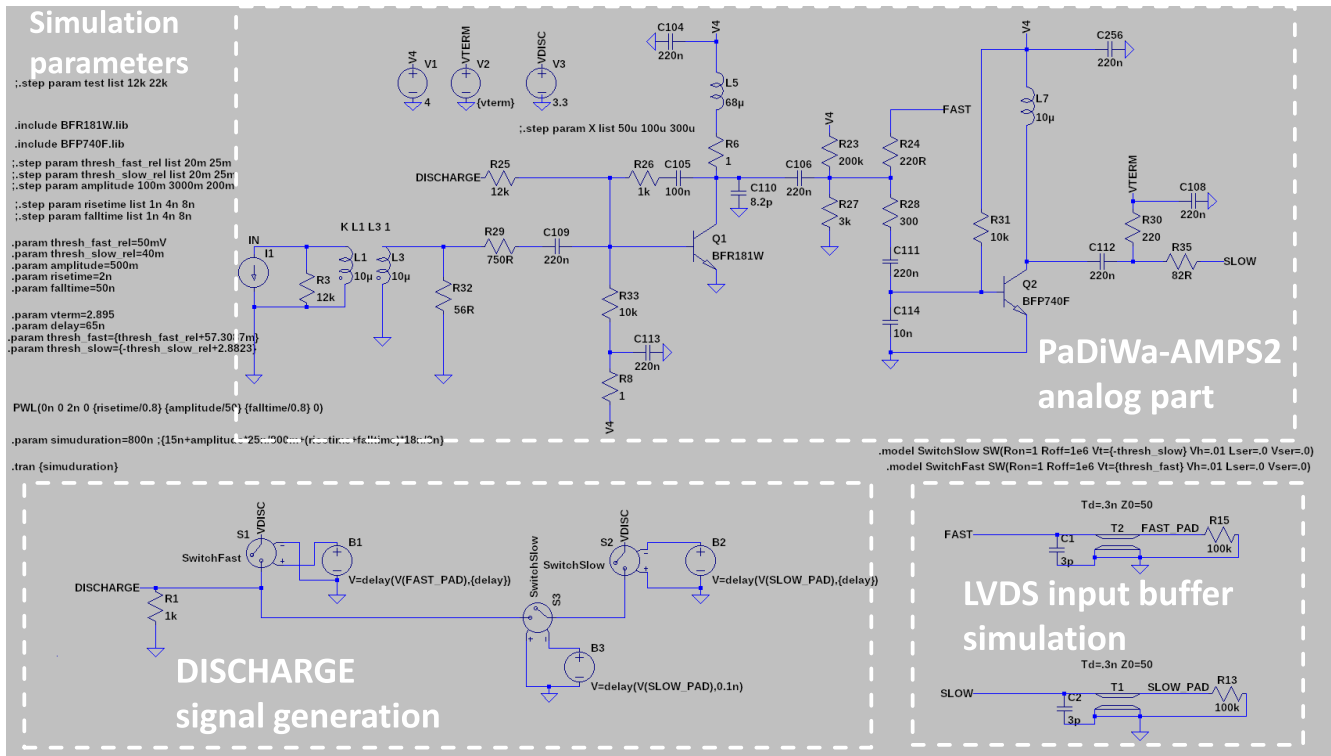 Simulation
parameters
;.step param test list 12k 22k
.include BFR181W.lib
.include BFP740F.lib
;.step param thresh_fast_rel list 20m 25m
;.step param thresh_slow_rel list 20m 25m
;.step param amplitude 100m 3000m 200m
;.step param risetime list 1n 4n 8n
;.step param falltime list 1n 4n 8n
.param thresh_fast_rel=50mV
.param thresh_slow_rel=40m
.param amplitude=500m
.param risetime=2n
.param falltime=50n
.param vterm=2.895
.param delay=65n
.param thresh_slow={-thresh_slow_rel+2.8823}
PWL(0n 0 2n 0 {risetime/0.8} {amplitude/50} {falltime/0.8} 0)
.param simuduration=800n
.tran {simuduration}
V4
V1
4
VTERM
V2
{vterm}
VDISC
V3
3.3
;.step param X list 50u 100u 300u
C104
220n
V4
L5
68µ
R6
1
DISCHARGE
R25
12k
R26
1k
C105
100n
C110
8.2p
C106
220n
V4
R23
200k
R27
3k
FAST
R24
220R
R28
300
C111
220n
C114
10n
V4
C256
220n
L7
10µ
R31
10k
Q2
BFP740F
VTERM
C108
220n
R30
220
C112
220n
R35
82R
SLOW
K L1 L3 1
IN
I1
R3
12k
L1
10µ
L3
10µ
R32
56R
R29
750R
C109
220n
Q1
BFR181W
R33
10k
C113
220n
R8
1
V4
PaDiWa-AMPS2
analog part
.model SwitchSlow SW(Ron=1 Roff=1e6 Vt={-thresh_slow} Vh=.01 Lser=.0 Vser=.0)
.model SwitchFast SW(Ron=1 Roff=1e6 Vt={thresh_fast} Vh=.01 Lser=.0 Vser=.0)
S1
VDISC
SwitchFast
B1
V=delay(V(FAST_PAD),{delay})
DISCHARGE
R1
1k
SwitchSlow
S3
S2
VDISC
SwitchSlow
B2
V=delay(V(SLOW_PAD),{delay})
B3
V=delay(V(SLOW_PAD),0.1n)
DISCHARGE
signal generation
Td=.3n Z0=50
FAST
C1
3p
T2
FAST_PAD
R15
100k
LVDS input buffer
simulation
Td=.3n Z0=50
SLOW
C2
3p
T1
SLOW_PAD
R13
100k